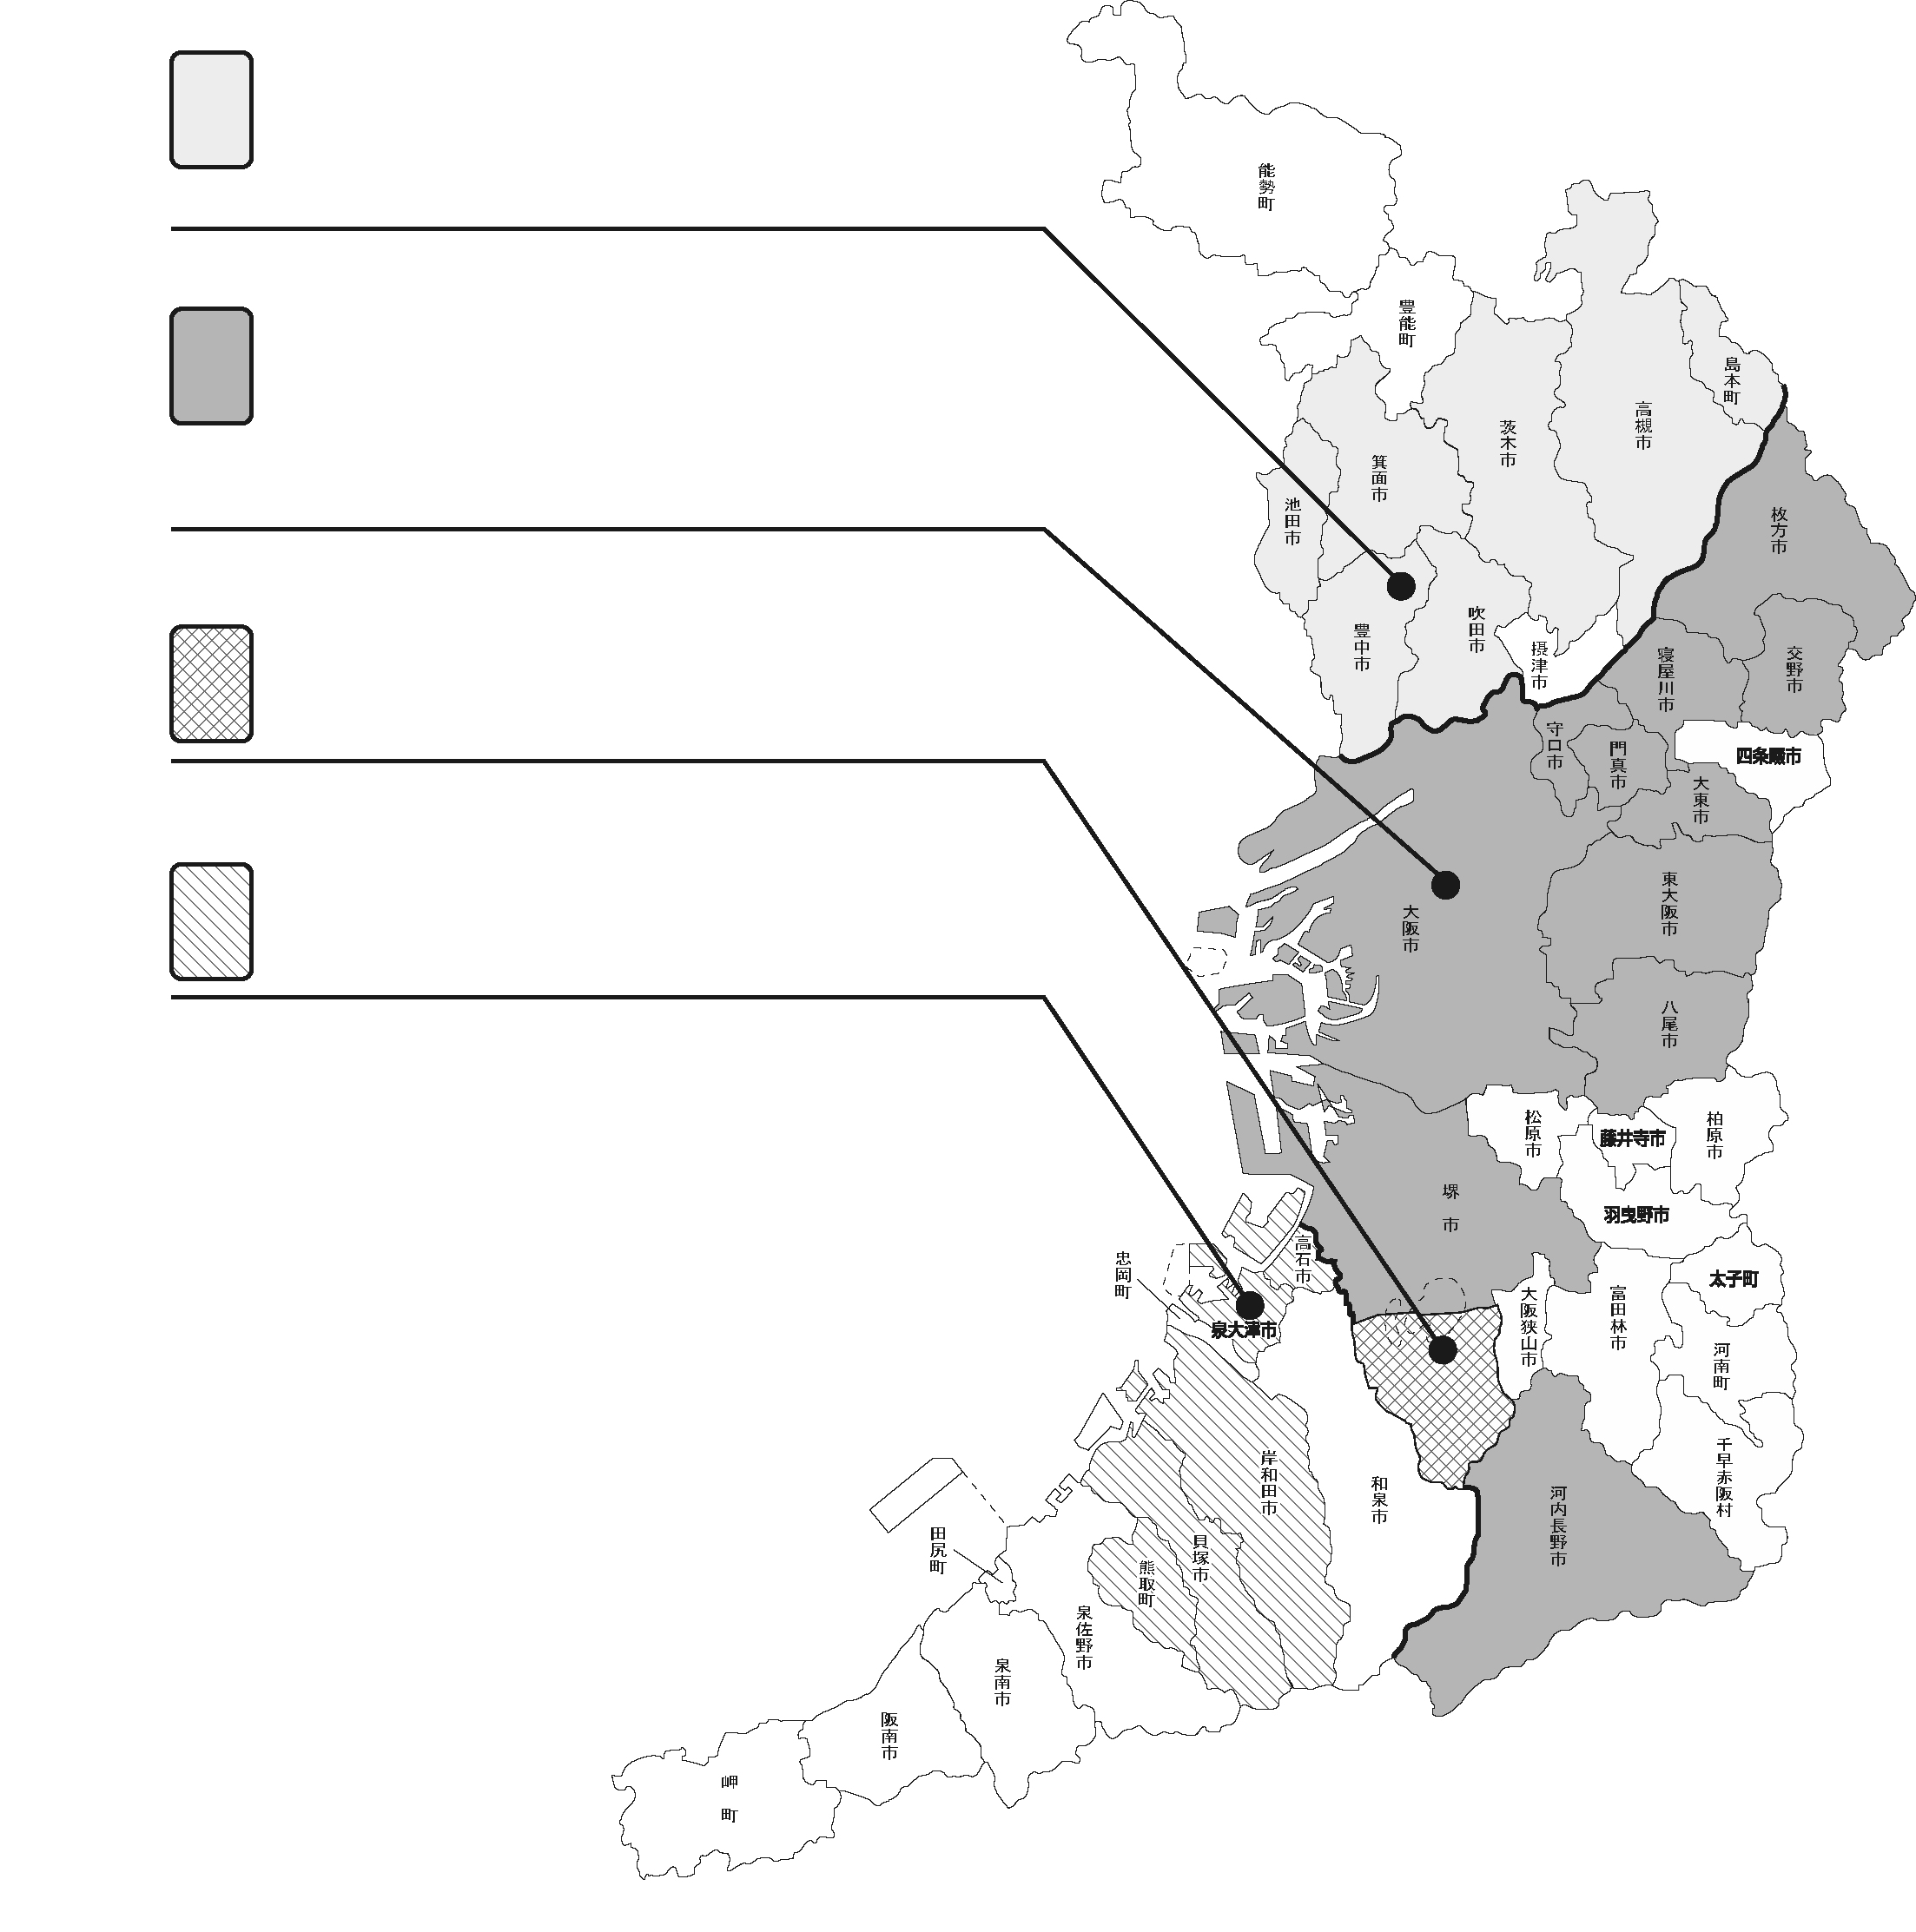 能勢町
豊能町
島本町
高槻市
茨木市
箕面市
池田市
枚方市
吹田市
豊中市
摂津市
寝屋川市
交野市
守口市
門真市
四条畷市
大東市
東大阪市
大阪市
八尾市
松原市
藤井寺市
柏原市
堺市
羽曳野市
高石市
忠岡町
太子町
泉大津市
大阪狭山市
富田林市
河南町
千早赤阪村
岸和田市
和泉市
河内長野市
貝塚市
田尻町
熊取町
泉佐野市
泉南市
阪南市
岬町